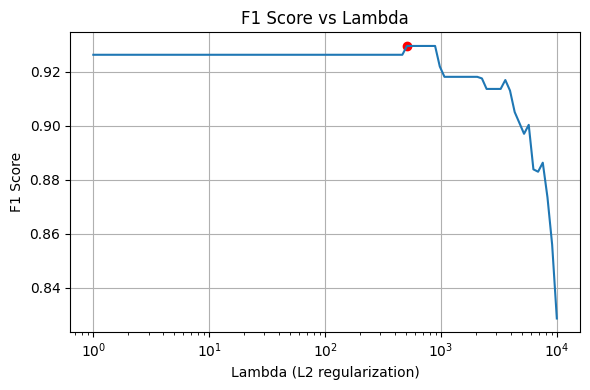 F1 Score vs Lambda
F1 Score
0.92
0.90
0.88
0.86
0.84
10⁰ 10¹ 10² 10³ 10⁴
Lambda (L2 regularization)